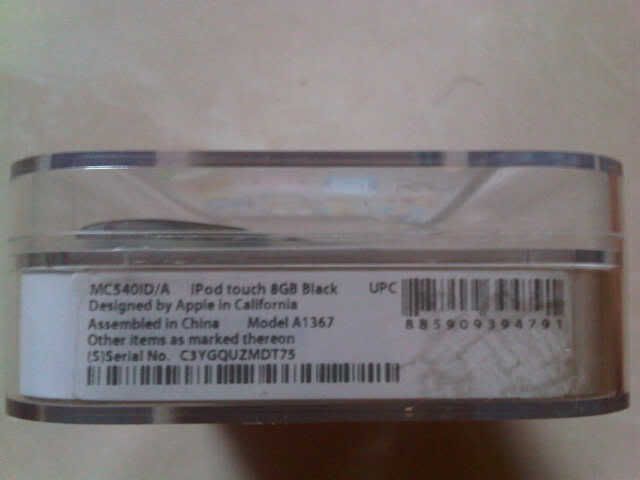 MC540ID/A iPod touch 8GB Black UPC
Designed by Apple in California
Assembled in China Model A1367
885909394791
Other items as marked thereon
(S)Serial No. C3YGQUZMDT75